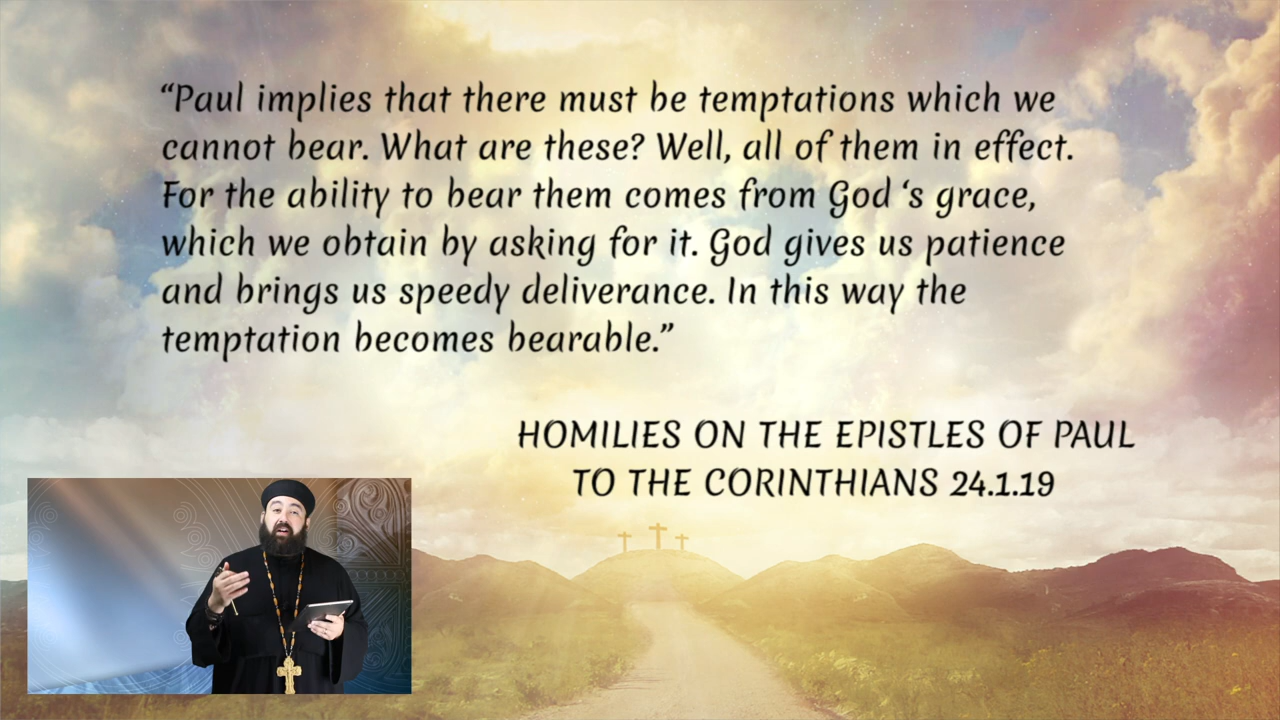 “Paul implies that there must be temptations which we
cannot bear. What are these? Well, all of them in effect.
For the ability to bear them comes from God ‘s grace,
which we obtain by asking for it. God gives us patience
and brings us speedy deliverance. In this way the
temptation becomes bearable.”
HOMILIES ON THE EPISTLES OF PAUL
TO THE CORINTHIANS 24.1.19